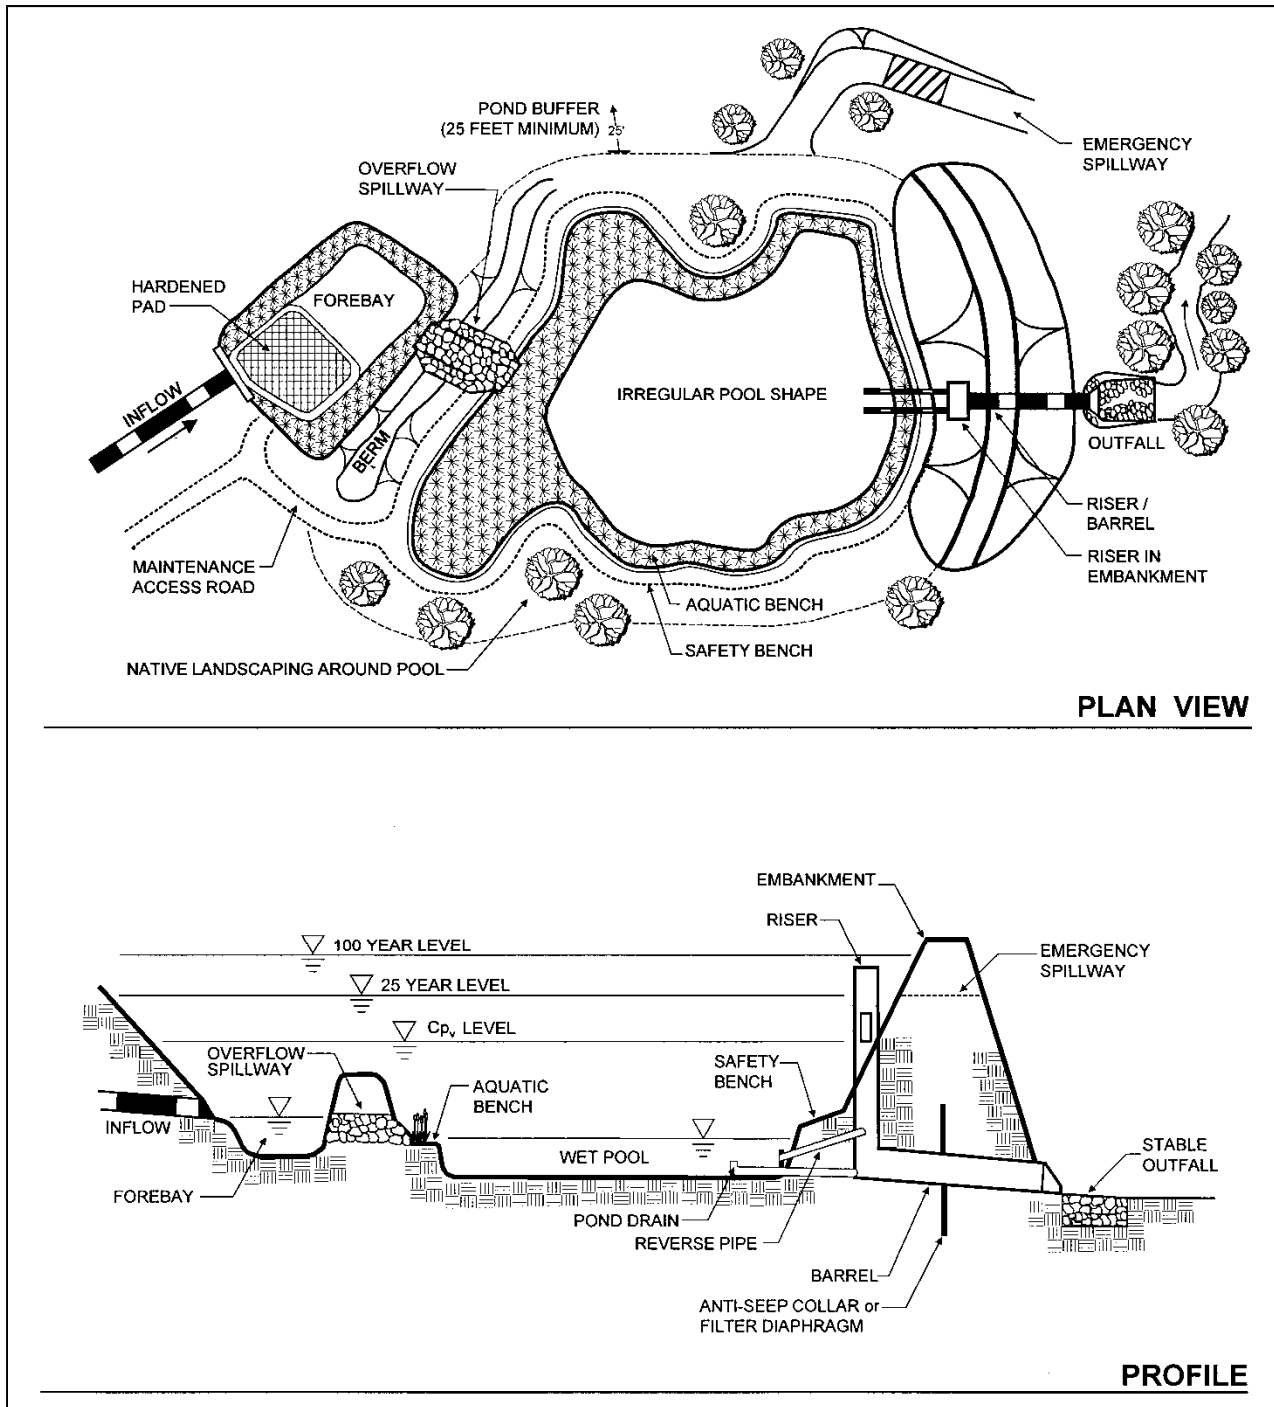 POND BUFFER
(25 FEET MINIMUM)
25'
EMERGENCY
SPILLWAY
OVERFLOW
SPILLWAY
HARDENED
PAD
FOREBAY
INFLOW
BERM
IRREGULAR POOL SHAPE
OUTFALL
RISER /
BARREL
RISER IN
EMBANKMENT
MAINTENANCE
ACCESS ROAD
AQUATIC BENCH
SAFETY BENCH
NATIVE LANDSCAPING AROUND POOL
PLAN VIEW
EMBANKMENT
RISER
100 YEAR LEVEL
EMERGENCY
SPILLWAY
25 YEAR LEVEL
Cpv LEVEL
OVERFLOW
SPILLWAY
SAFETY
BENCH
AQUATIC
BENCH
INFLOW
WET POOL
STABLE
OUTFALL
FOREBAY
POND DRAIN
REVERSE PIPE
BARREL
ANTI-SEEP COLLAR or
FILTER DIAPHRAGM
PROFILE